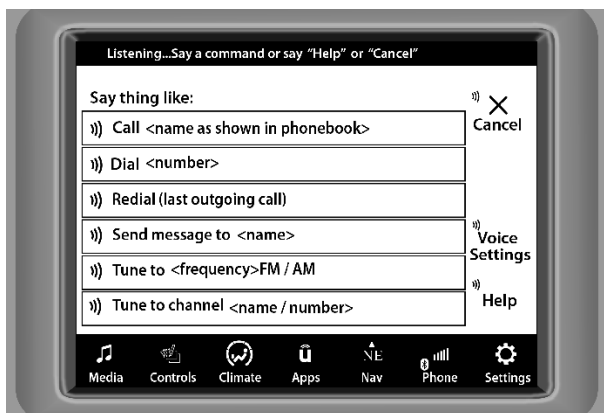 Listening...Say a command or say “Help” or “Cancel”
Say thing like:
Call <name as shown in phonebook>
Dial <number>
Redial (last outgoing call)
Send message to <name>
Tune to <frequency>FM / AM
Tune to channel <name / number>
Cancel
Voice
Settings
Help
û
NE
Media Controls Climate Apps Nav Phone Settings